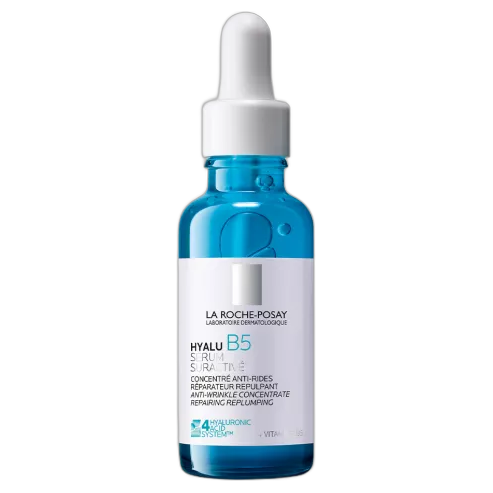 LA ROCHE-POSAY
LABORATOIRE DERMATOLOGIQUE
HYALU B5
SERUM
SURACTIVÉ
CONCENTRÉ ANTI-RIDES
RÉPARATEUR REPULPANT
ANTI-WRINKLE CONCENTRATE
REPAIRING REPLUMPING
4 HYALURONIC
ACID
SYSTEM™